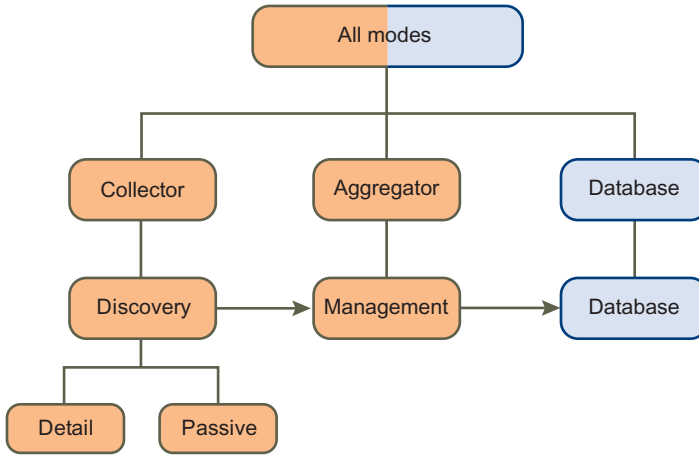 All modes
Collector
Aggregator
Database
Discovery
Management
Database
Detail
Passive